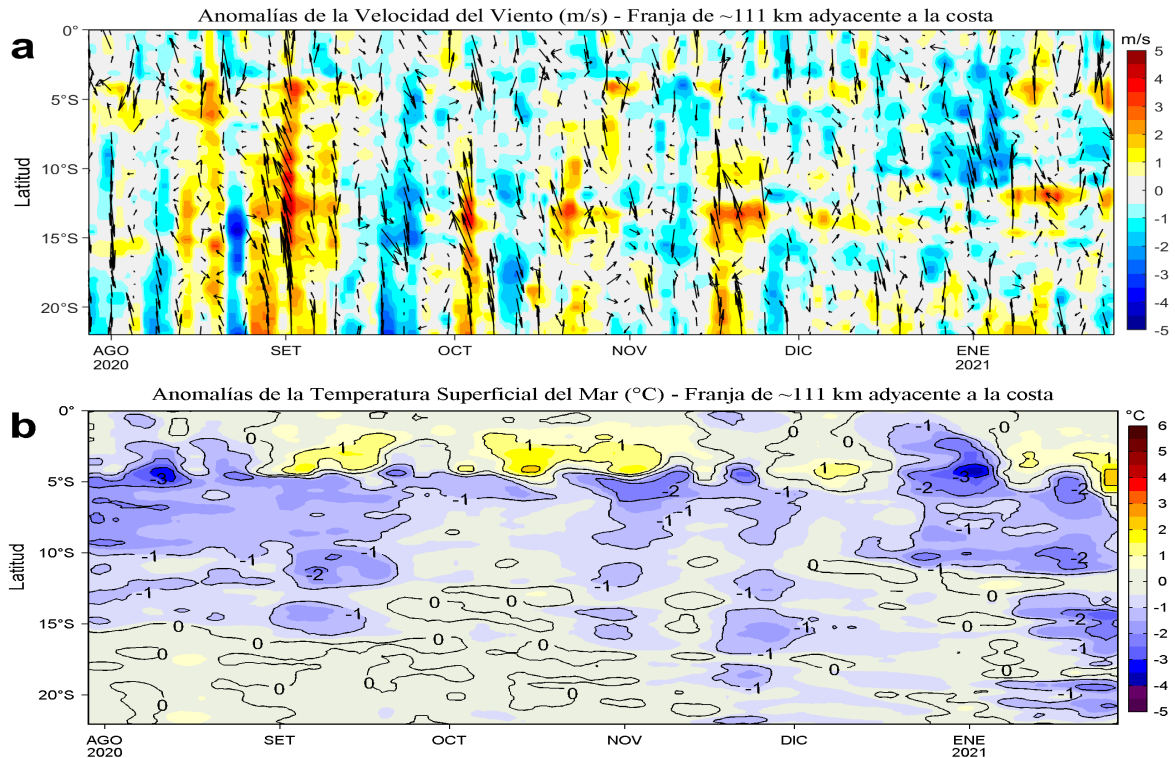 Anomalías de la Velocidad del Viento (m/s) - Franja de ~111 km adyacente a la costa
a
0°
5°S
10°S
15°S
20°S
Latitud
AGO
2020
SET
OCT
NOV
DIC
ENE
2021
m/s
5
4
3
2
1
0
-1
-2
-3
-4
-5
Anomalías de la Temperatura Superficial del Mar (°C) - Franja de ~111 km adyacente a la costa
b
0°
5°S
10°S
15°S
20°S
Latitud
AGO
2020
SET
OCT
NOV
DIC
ENE
2021
°C
6
5
4
3
2
1
0
-1
-2
-3
-4
-5